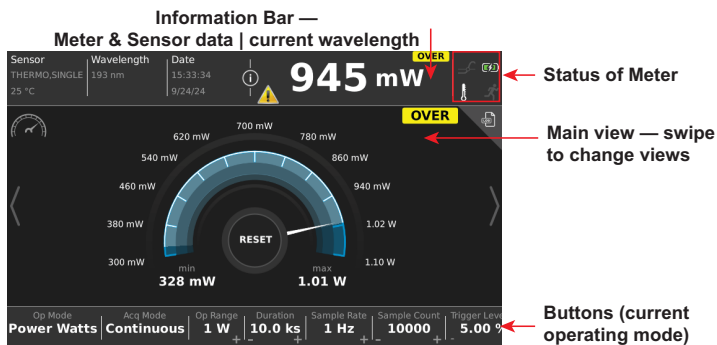 Information Bar —
Meter & Sensor data | current wavelength
Sensor
THERMO,SINGLE
25 °C
Wavelength
193 nm
Date
15:33:34
9/24/24
945 mW
OVER
Status of Meter
OVER
Main view — swipe
to change views
300 mW
380 mW
460 mW
540 mW
620 mW
700 mW
780 mW
860 mW
940 mW
1.02 W
1.10 W
RESET
min
328 mW
max
1.01 W
Op Mode
Power Watts
Acq Mode
Continuous
Op Range
1 W
+
Duration
10.0 ks
- +
Sample Rate
1 Hz
+
Sample Count
10000
- +
Trigger Leve
5.00 %
-
Buttons (current
operating mode)